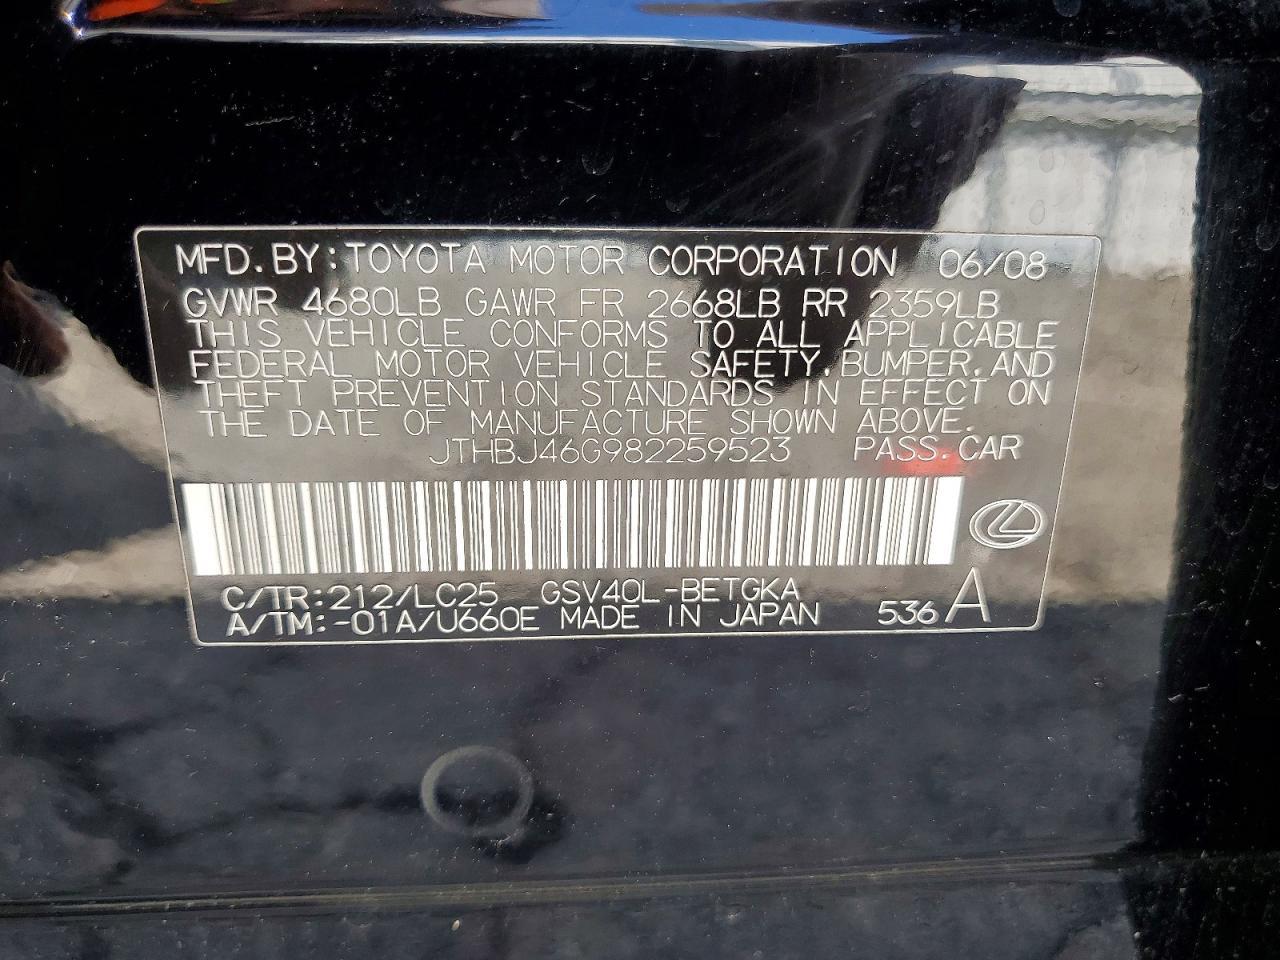 MFD.BY:TOYOTA MOTOR CORPORATION 06/08
GVWR 4680LB GAWR FR 2668LB RR 2359LB
THIS VEHICLE CONFORMS TO ALL APPLICABLE
FEDERAL MOTOR VEHICLE SAFETY,BUMPER,AND
THEFT PREVENTION STANDARDS IN EFFECT ON
THE DATE OF MANUFACTURE SHOWN ABOVE.
JTHBJ46G982259523 PASS.CAR
C/TR:212/LC25 GSV40L-BETGKA
A/TM:-01A/U660E MADE IN JAPAN 536 A